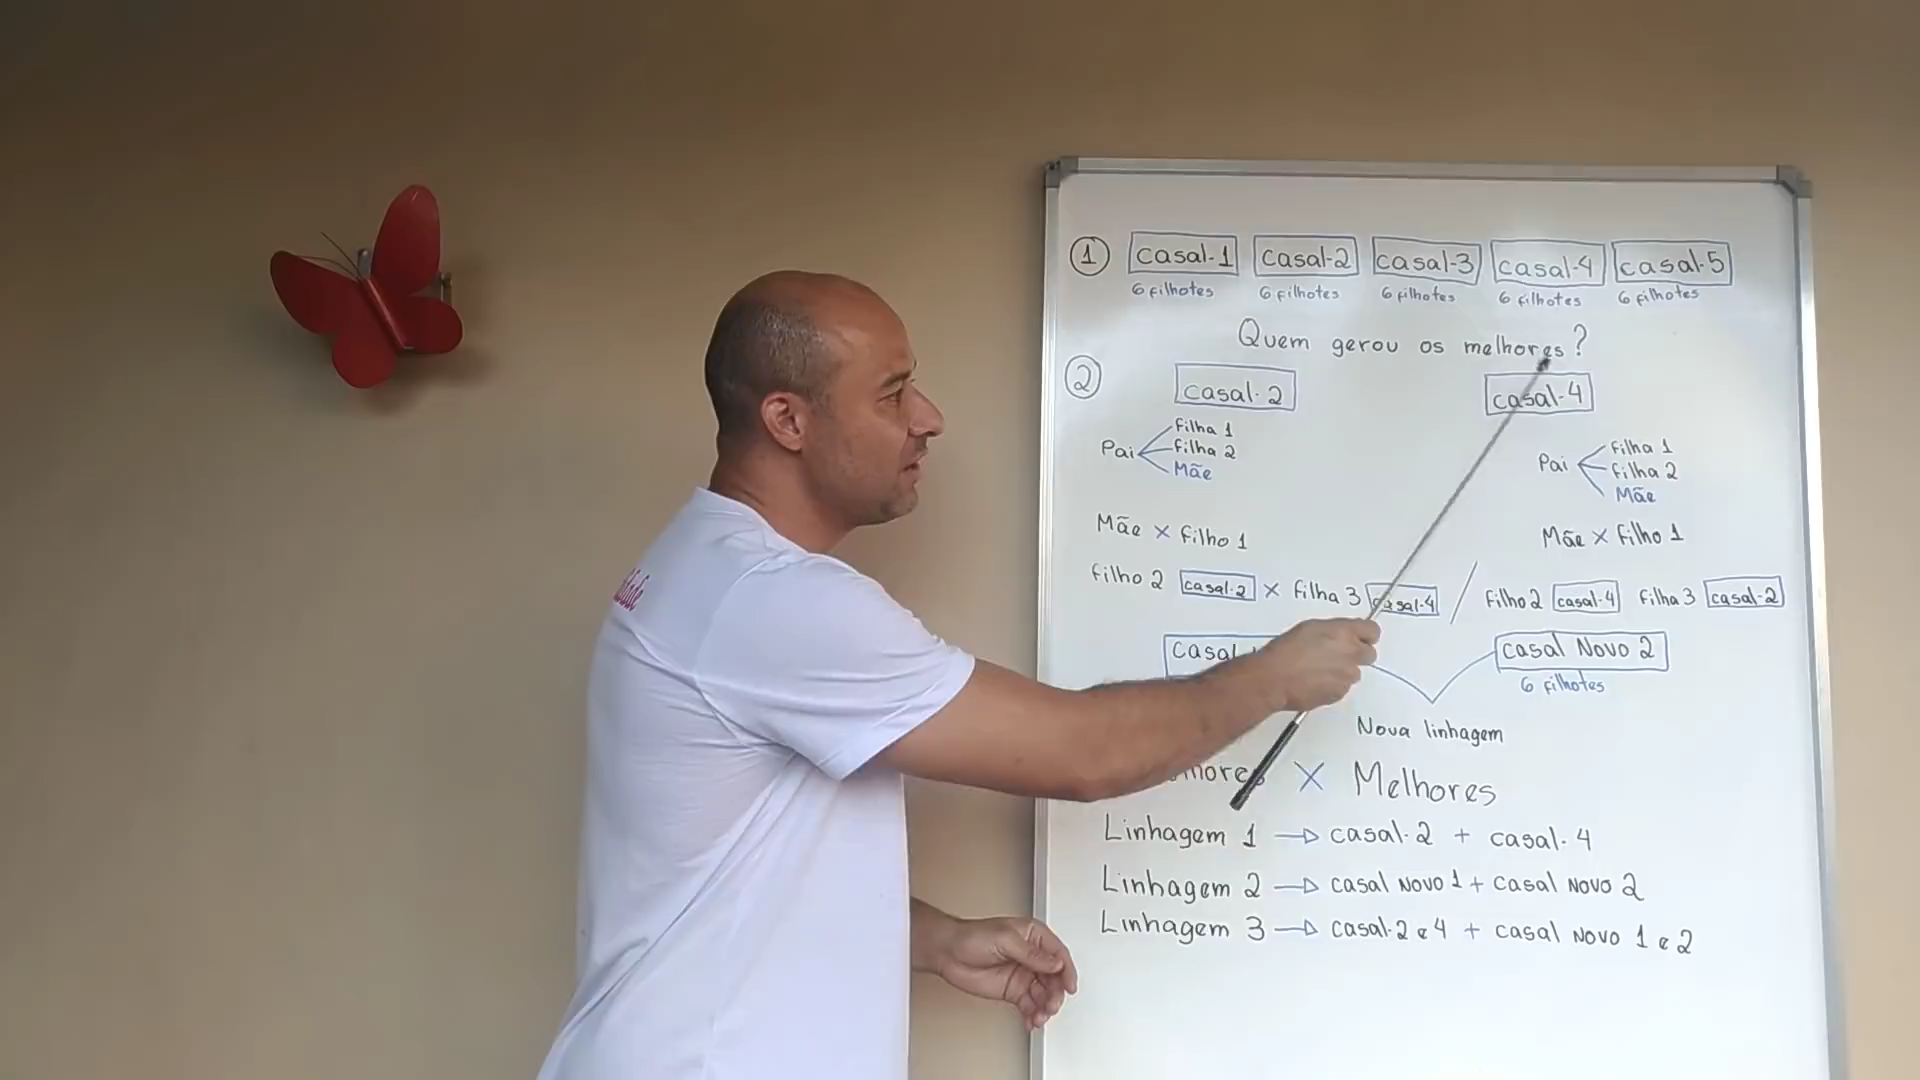 1 casal-1 casal-2 casal-3 casal-4 casal-5
6 filhotes 6 filhotes 6 filhotes 6 filhotes 6 filhotes
Quem gerou os melhores?
2 casal-2 casal-4
Pai filha 1
filha 2
Mãe
Pai filha 1
filha 2
Mãe
Mãe x filho 1
Mãe x filho 1
filho 2 casal-2 x filha 3 casal-4 / filho 2 casal-4 filha 3 casal-2
casal casal Novo 2
6 filhotes
Nova linhagem
X Melhores
Linhagem 1 → casal-2 + casal-4
Linhagem 2 → casal novo 1 + casal novo 2
Linhagem 3 → casal-2 e 4 + casal novo 1 e 2